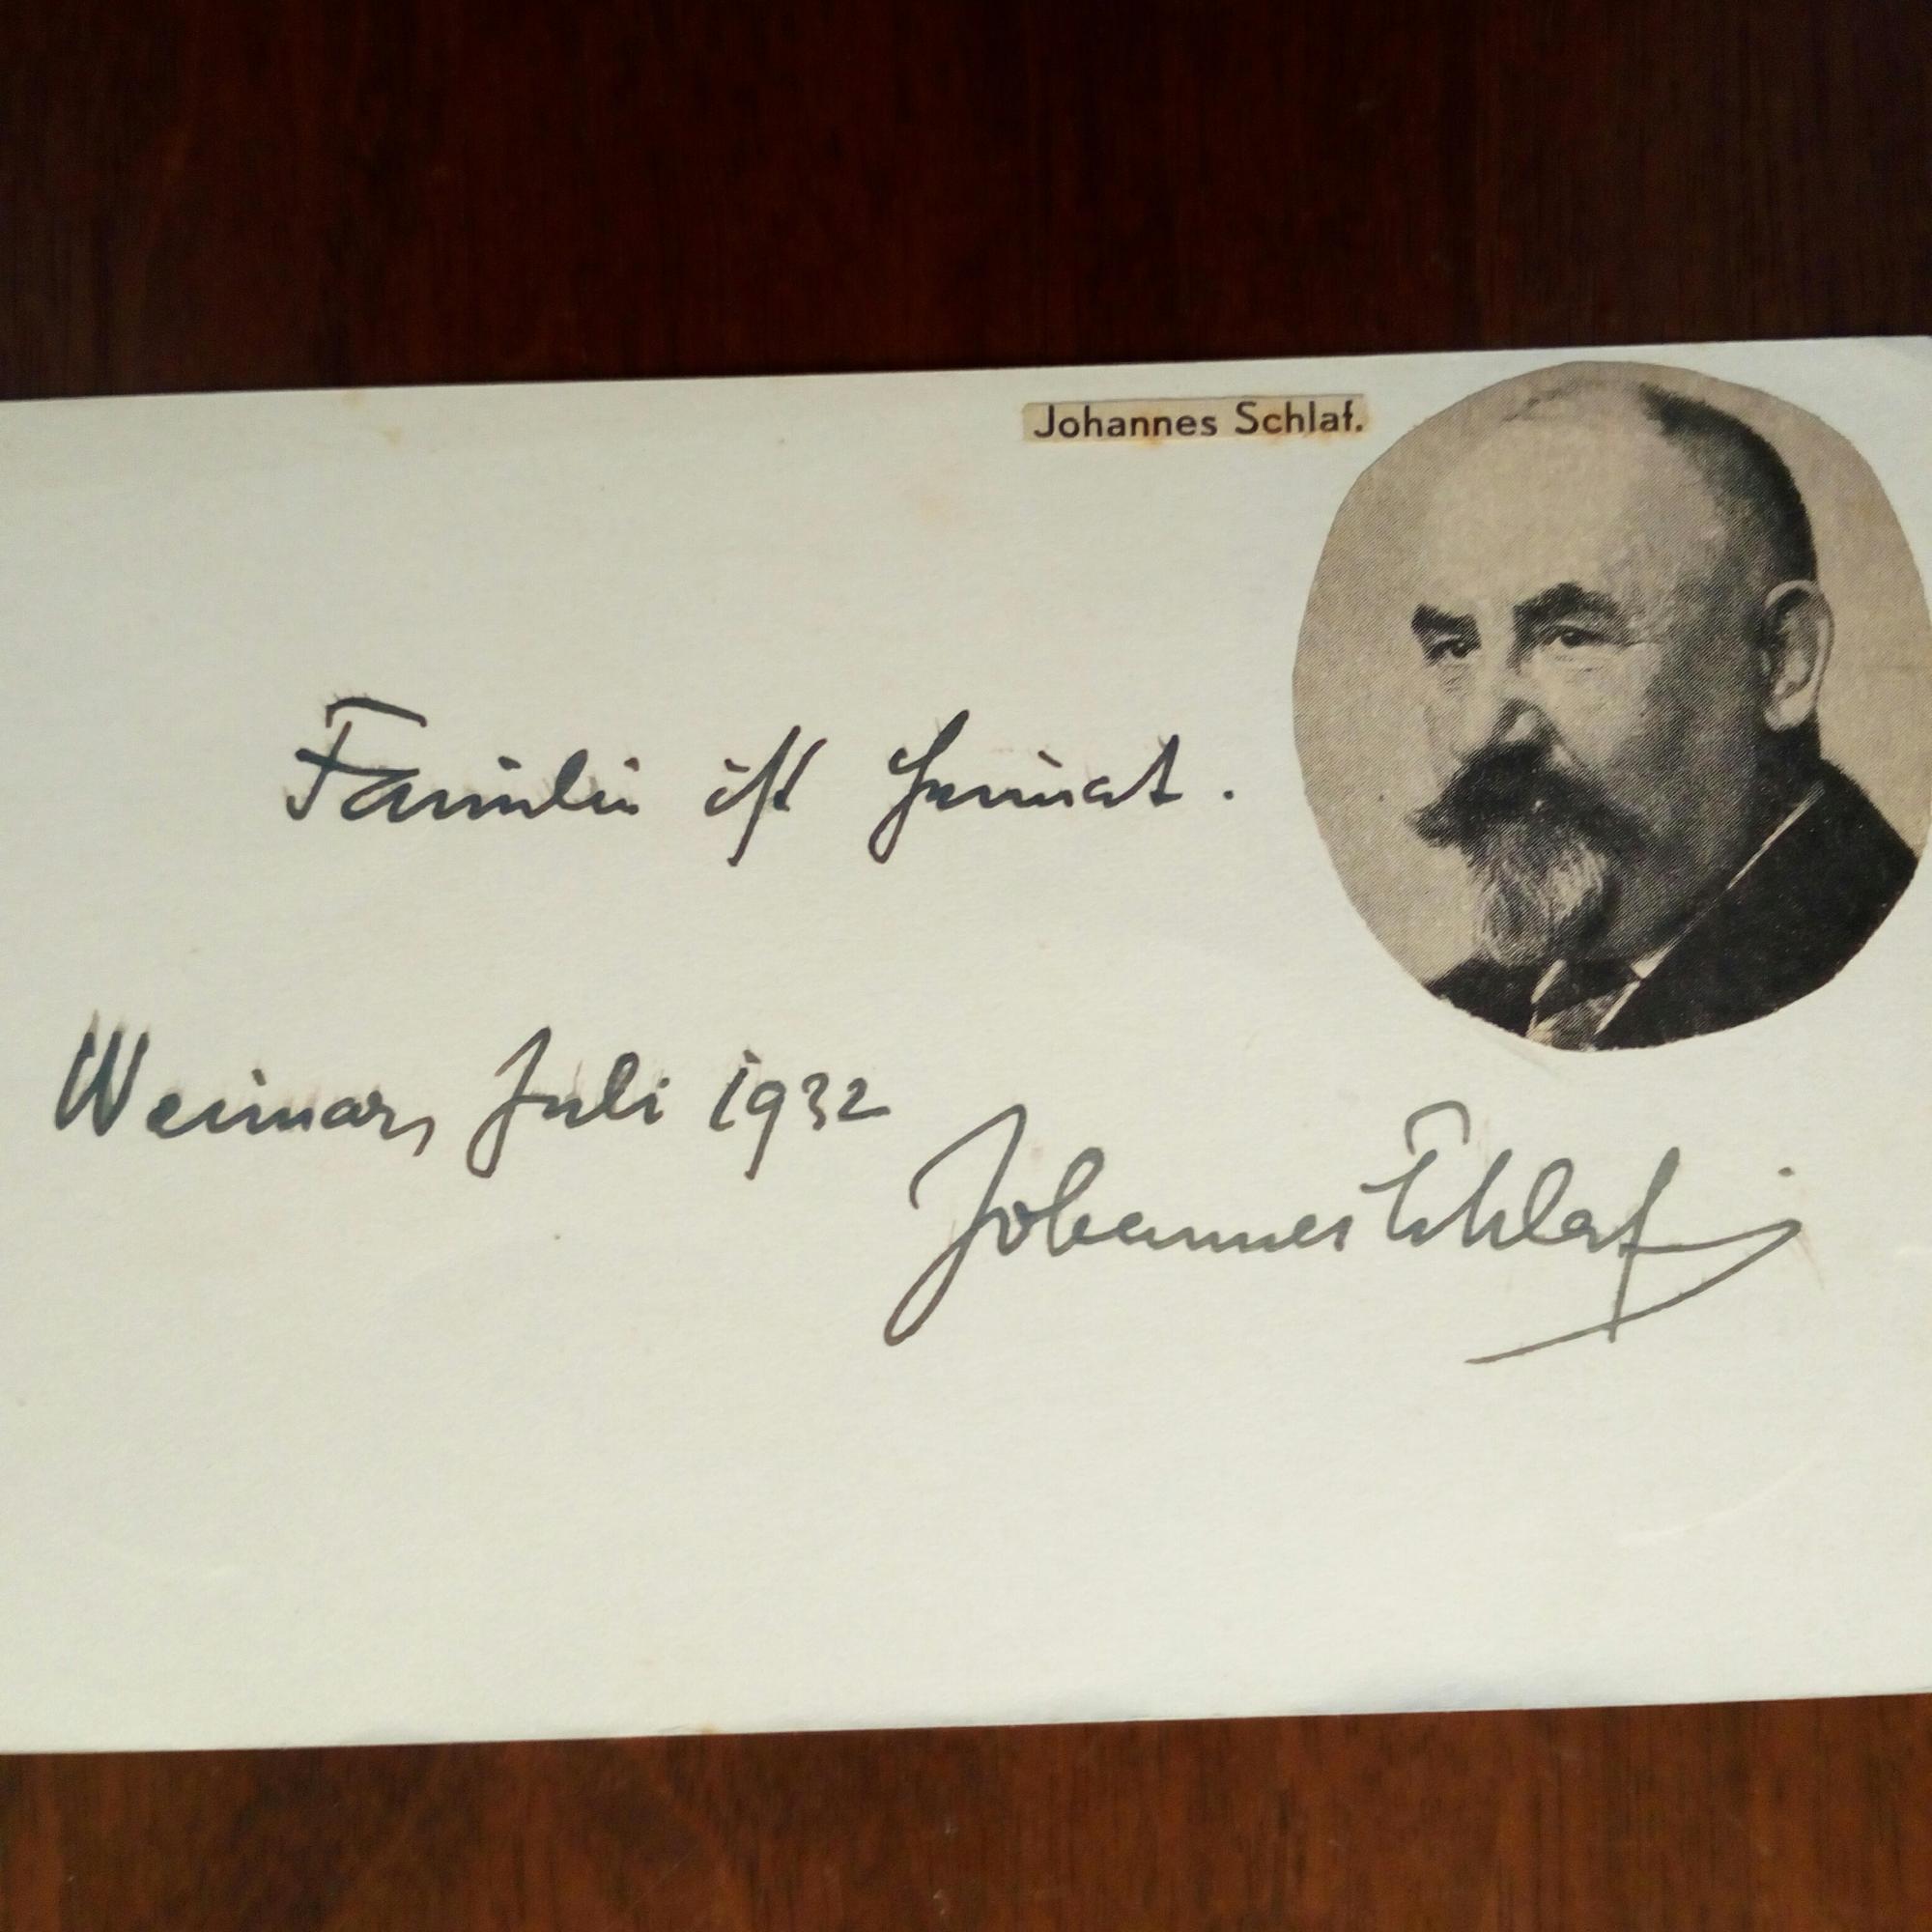 Johannes Schlaf.
Familie ist Heimat.
Weimar, Juli 1932
Johannes Schlaf